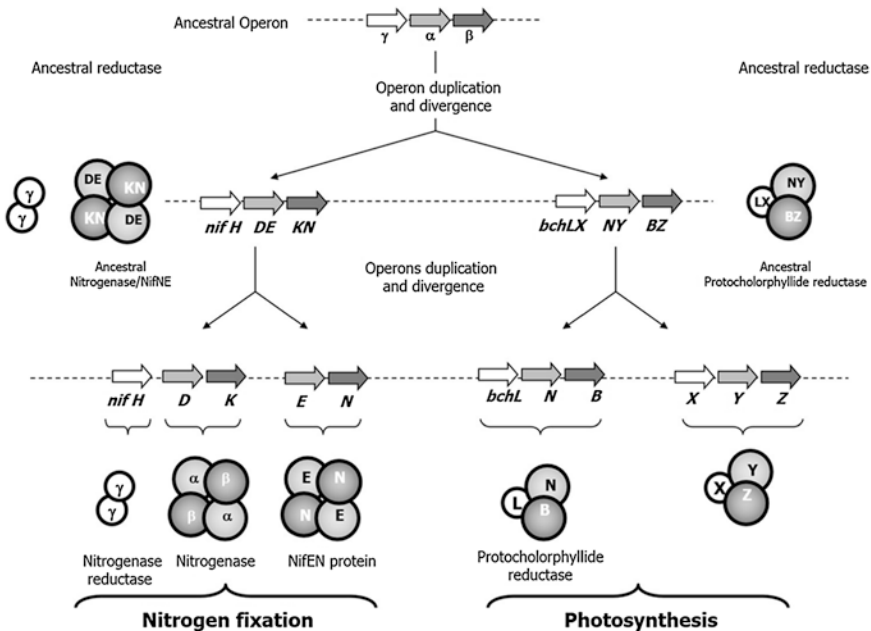 Ancestral Operon
γ α β
Ancestral reductase
Ancestral reductase
Operon duplication
and divergence
γ
γ
DE
KN
KN
DE
nif H DE KN
bchLX NY BZ
LX
NY
BZ
Ancestral
Nitrogenase/NifNE
Operons duplication
and divergence
Ancestral
Protocholorphyllide reductase
nif H D K E N
bchL N B X Y Z
γ
γ
α
β
β
α
E
N
N
E
L
N
B
X
Y
Z
Nitrogenase
reductase
Nitrogenase
NifEN protein
Protocholorphyllide
reductase
Nitrogen fixation
Photosynthesis